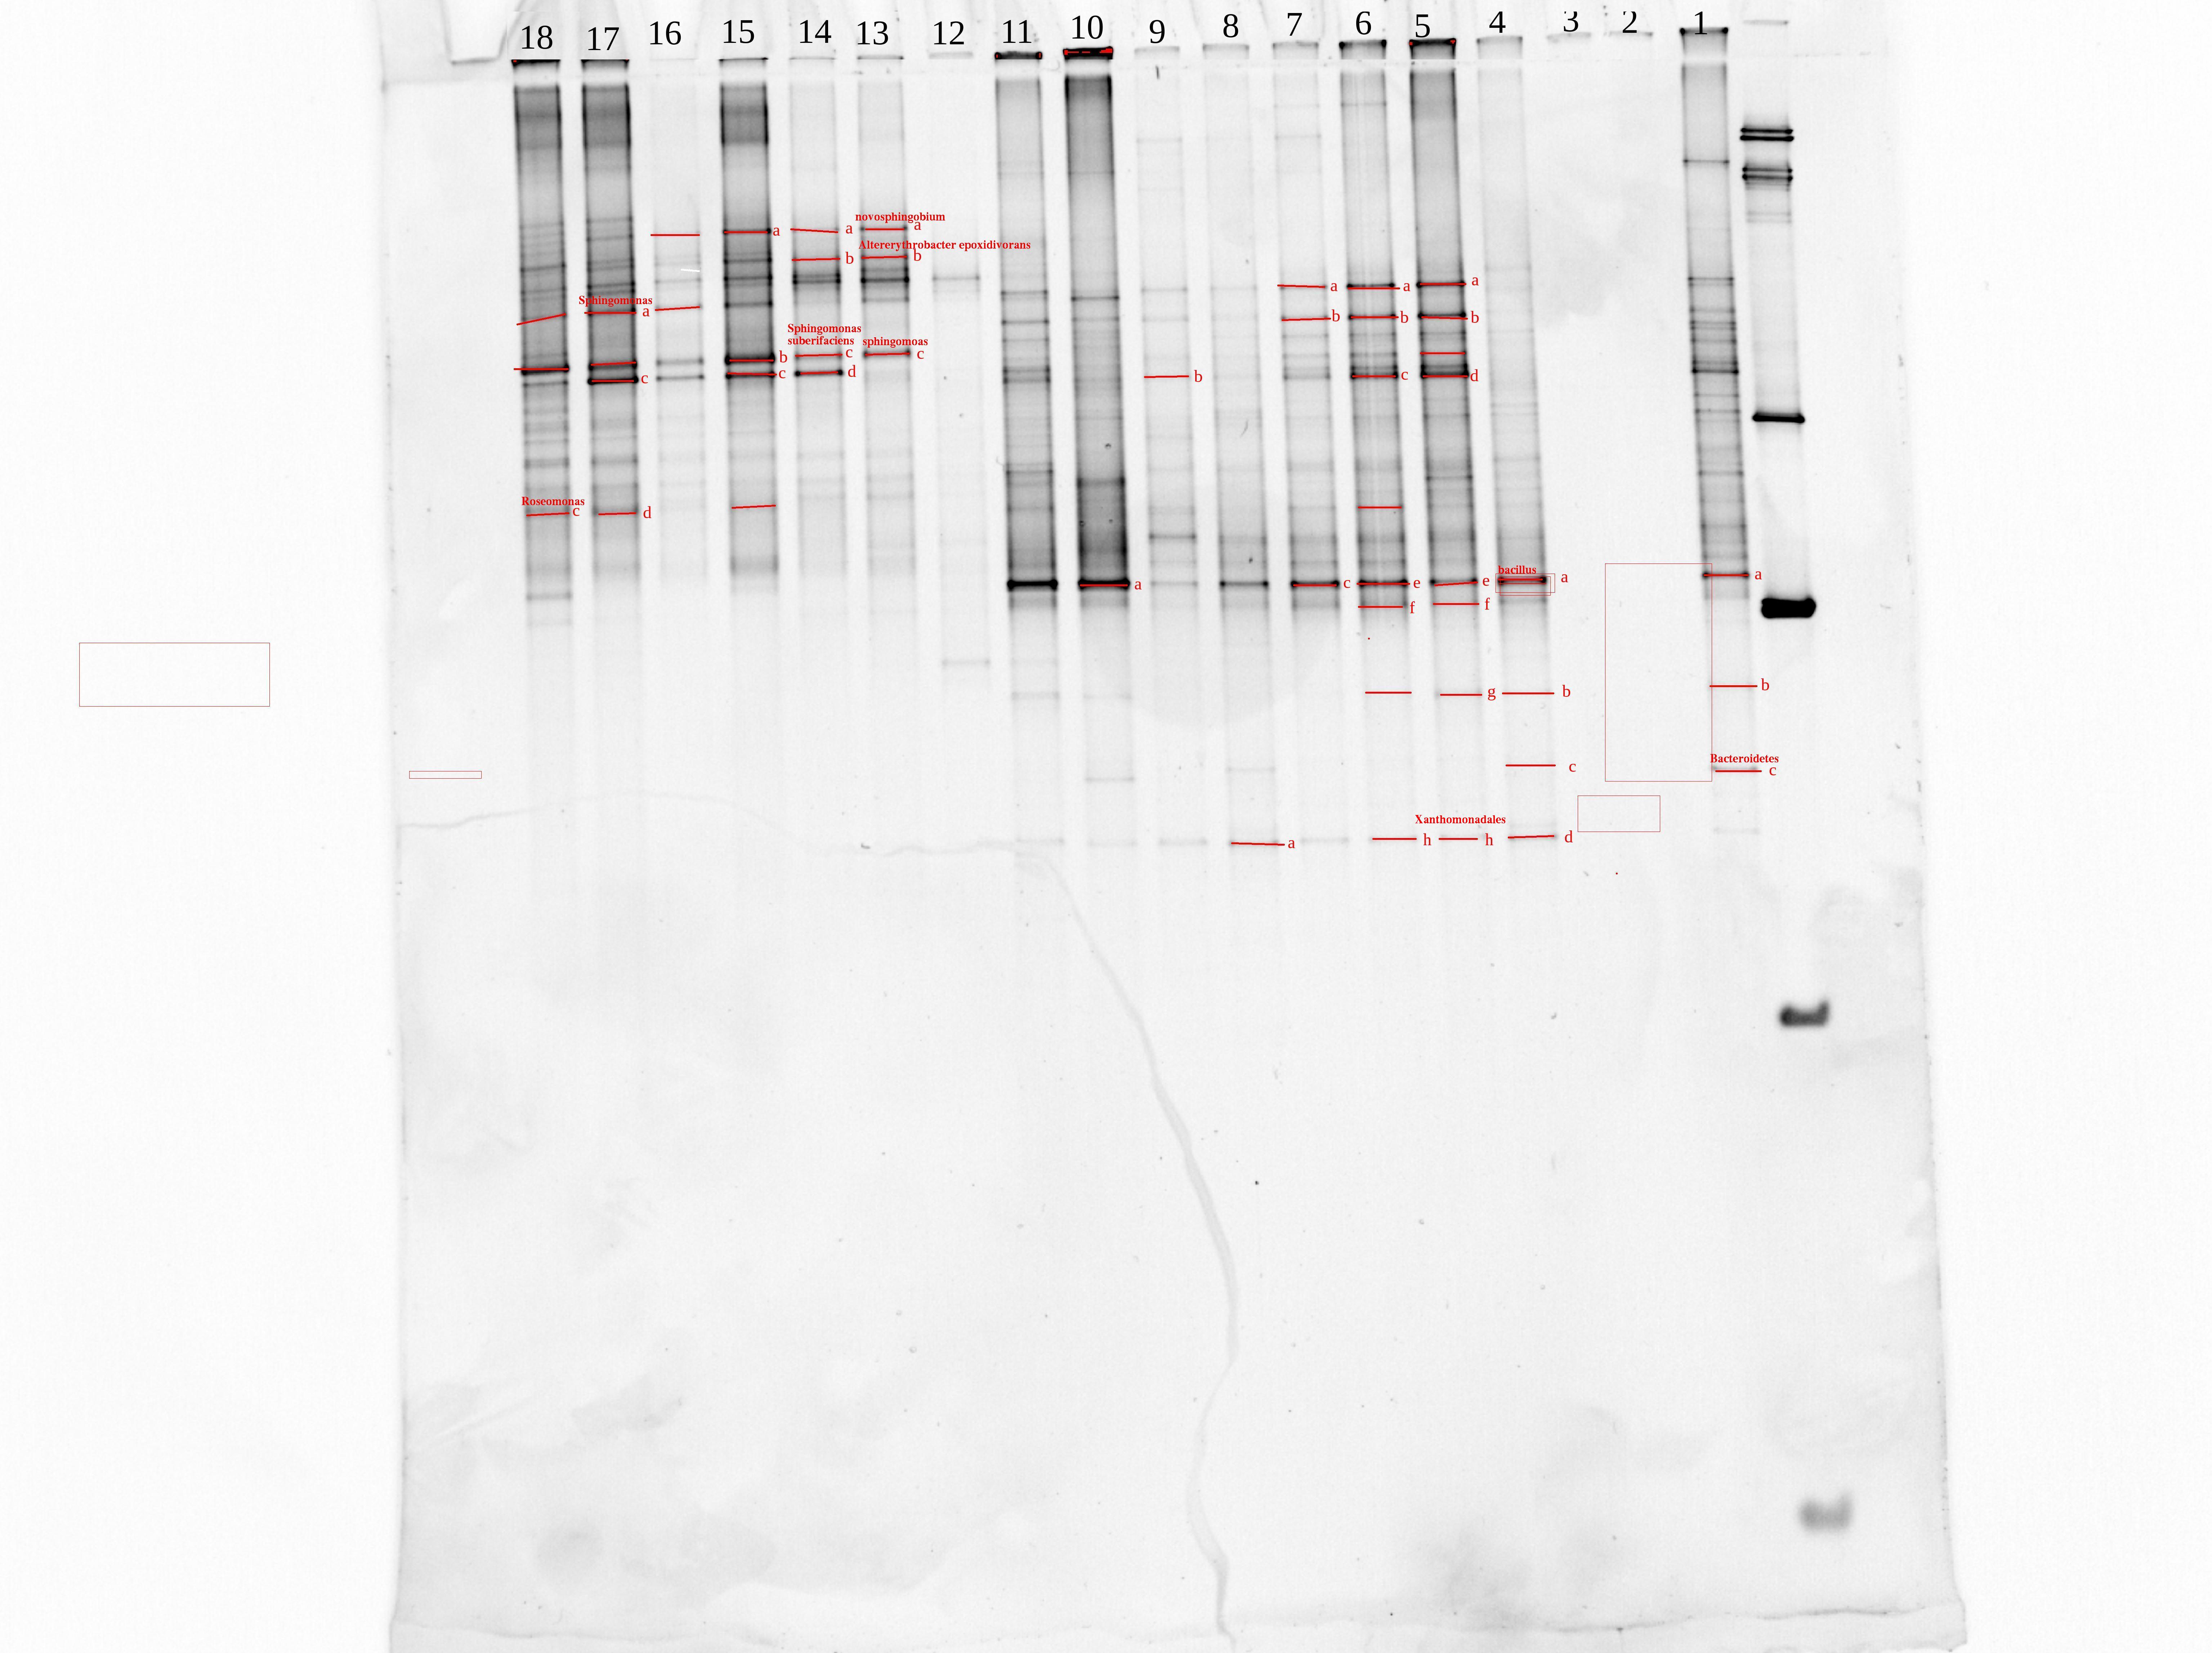 18 17 16 15 14 13 12 11 10 9 8 7 6 5 4 3 2 1
novosphingobium
a a a a
Altererythrobacter epoxidivorans
b b
a a a
Sphingomonas
a
b b b
Sphingomonas
suberifaciens c
sphingomoas
c
b
c c d b c d
Roseomonas
c d
bacillus
a c e e a a
f f
g b b
Bacteroidetes
c c
Xanthomonadales
a h h d